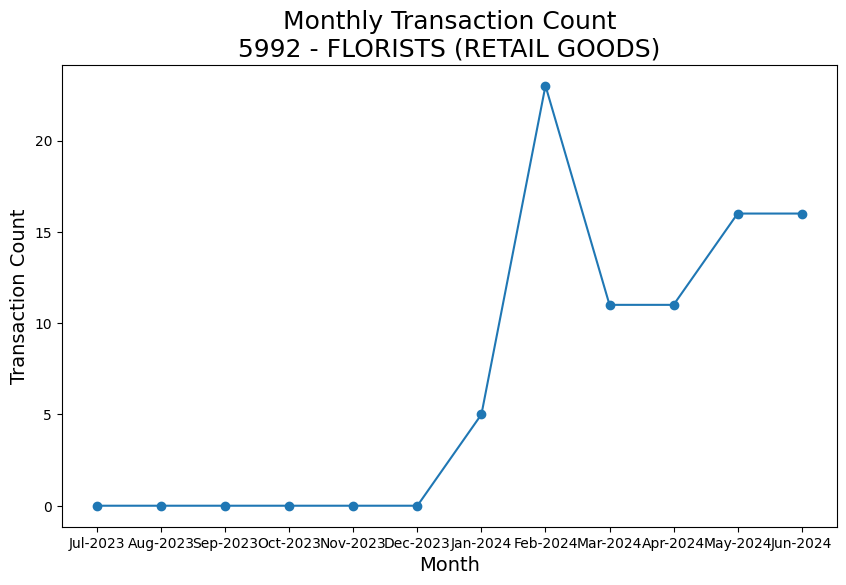 Monthly Transaction Count
5992 - FLORISTS (RETAIL GOODS)
Transaction Count
20
15
10
5
0
Jul-2023 Aug-2023 Sep-2023 Oct-2023 Nov-2023 Dec-2023 Jan-2024 Feb-2024 Mar-2024 Apr-2024 May-2024 Jun-2024
Month